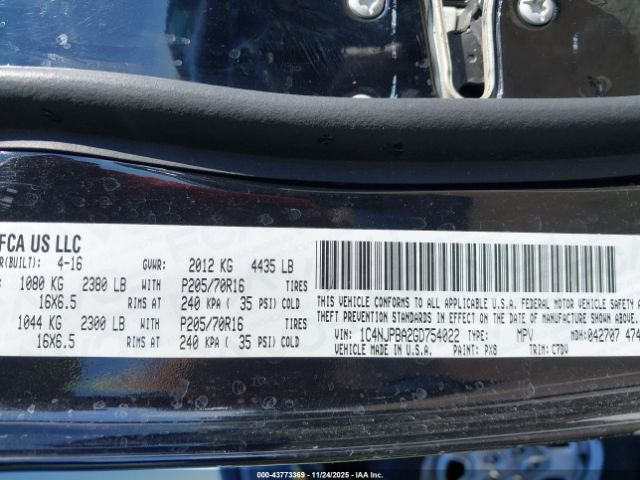 FCA US LLC
R(BUILT): 4-16 GVWR: 2012 KG 4435 LB
: 1080 KG 2380 LB WITH P205/70R16 TIRES
16X6.5 RIMS AT 240 KPA ( 35 PSI) COLD
1044 KG 2300 LB WITH P205/70R16 TIRES
16X6.5 RIMS AT 240 KPA ( 35 PSI) COLD
THIS VEHICLE CONFORMS TO ALL APPLICABLE U.S.A. FEDERAL MOTOR VEHICLE SAFETY
THEFT PREVENTION STANDARDS IN EFFECT ON THE DATE OF MANUFACTURE SHOWN ABOV
VIN: 1C4NJPBA2GD754022 TYPE: MPV MDH: 042707 474
VEHICLE MADE IN U.S.A. PAINT: PX8 TRIM: C7DV
000-43773369 - 11/24/2025 - IAAI.COM